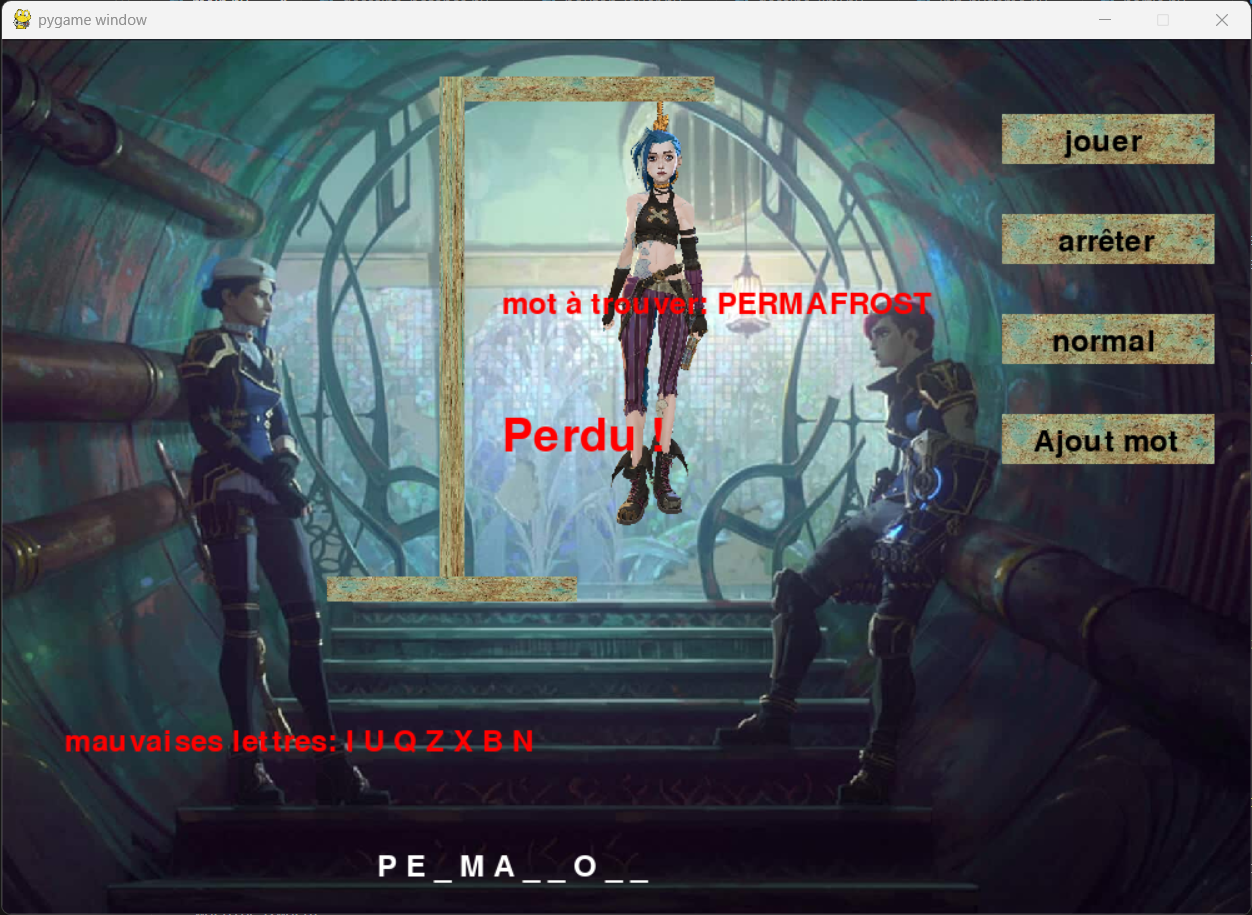 pygame window
jouer
arrêter
mot à trouver: PERMAFROST
normal
Perdu !
Ajout mot
mauvaises lettres: I U Q Z X B N
P E _ M A _ _ O _ _